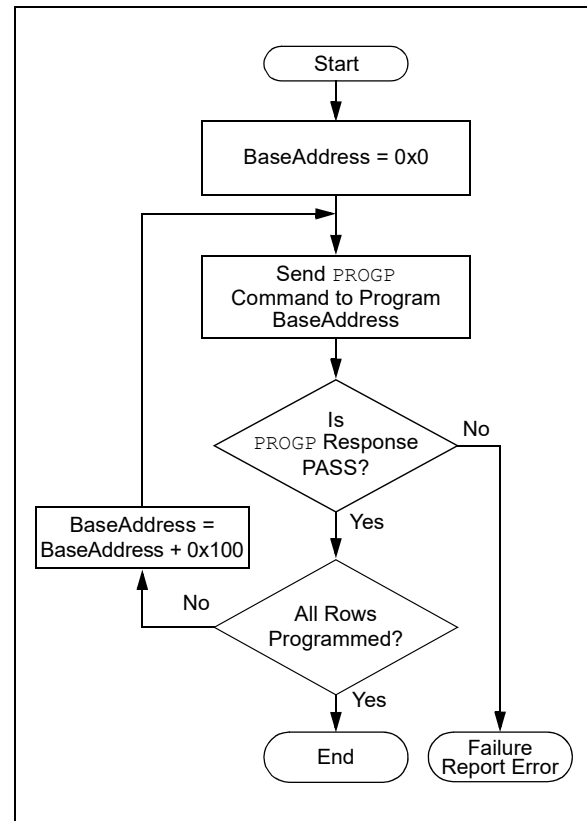 Start
BaseAddress = 0x0
Send PROGP
Command to Program
BaseAddress
Is
PROGP Response
PASS?
No
Yes
BaseAddress =
BaseAddress + 0x100
No
All Rows
Programmed?
Yes
End
Failure
Report Error